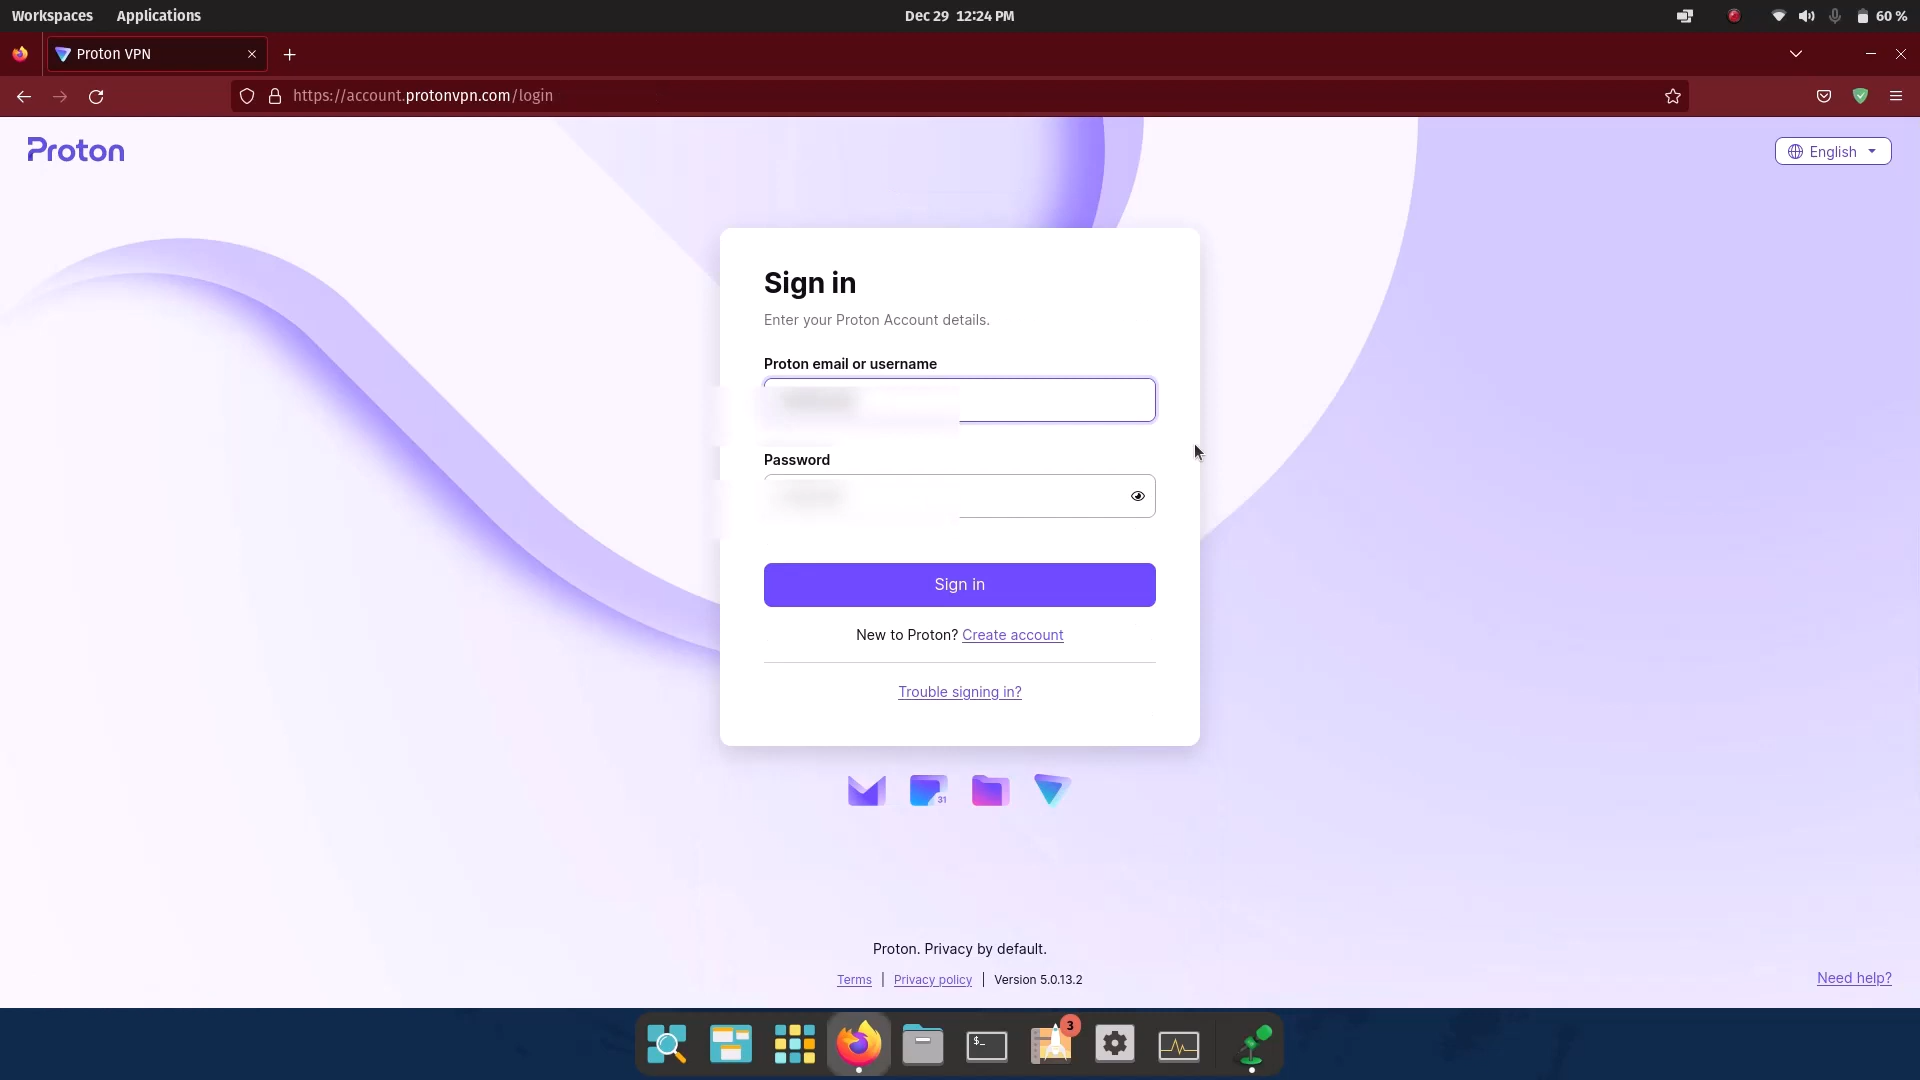 Workspaces Applications Dec 29 12:24 PM 60 %
Proton VPN
https://account.protonvpn.com/login
Proton
English
Sign in
Enter your Proton Account details.
Proton email or username
Password
Sign in
New to Proton? Create account
Trouble signing in?
31
Proton. Privacy by default.
Terms | Privacy policy | Version 5.0.13.2
Need help?
$_
3